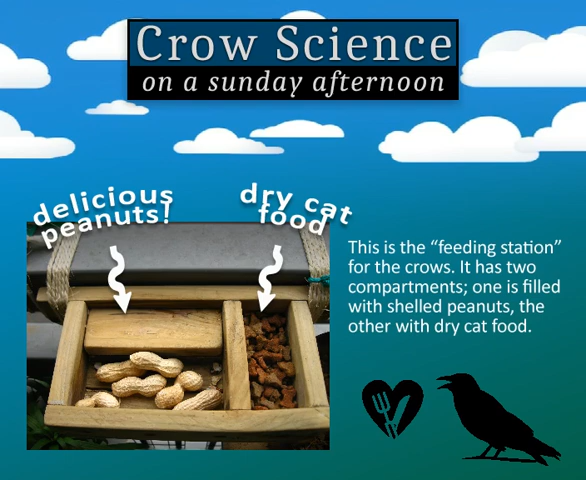 Crow Science
on a sunday afternoon
delicious
peanuts!
dry cat
food
This is the “feeding station”
for the crows. It has two
compartments; one is filled
with shelled peanuts, the
other with dry cat food.